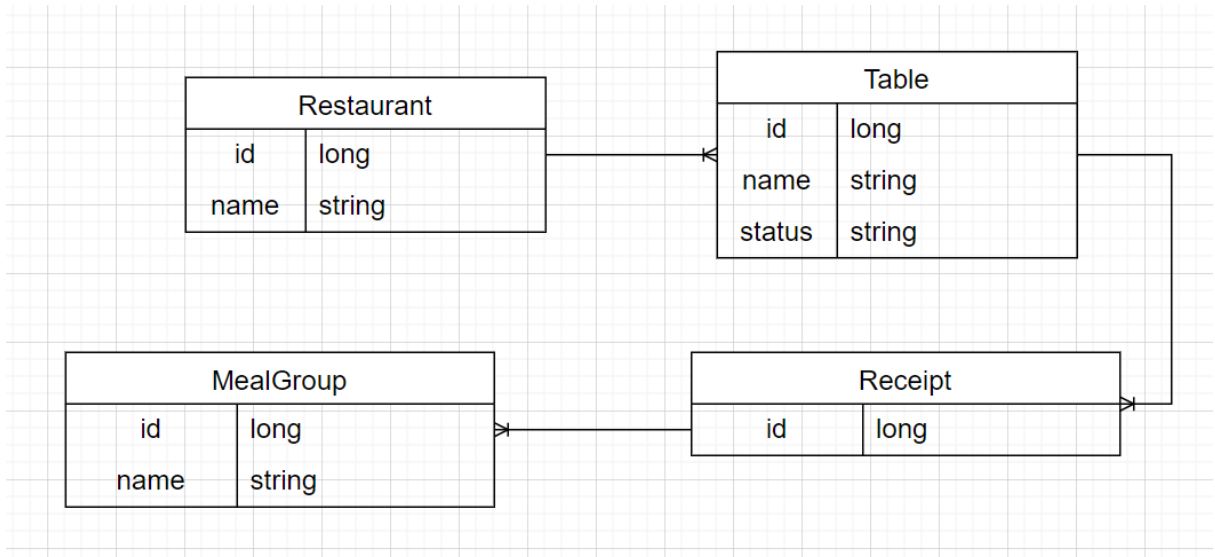 Restaurant
id long
name string
Table
id long
name string
status string
MealGroup
id long
name string
Receipt
id long